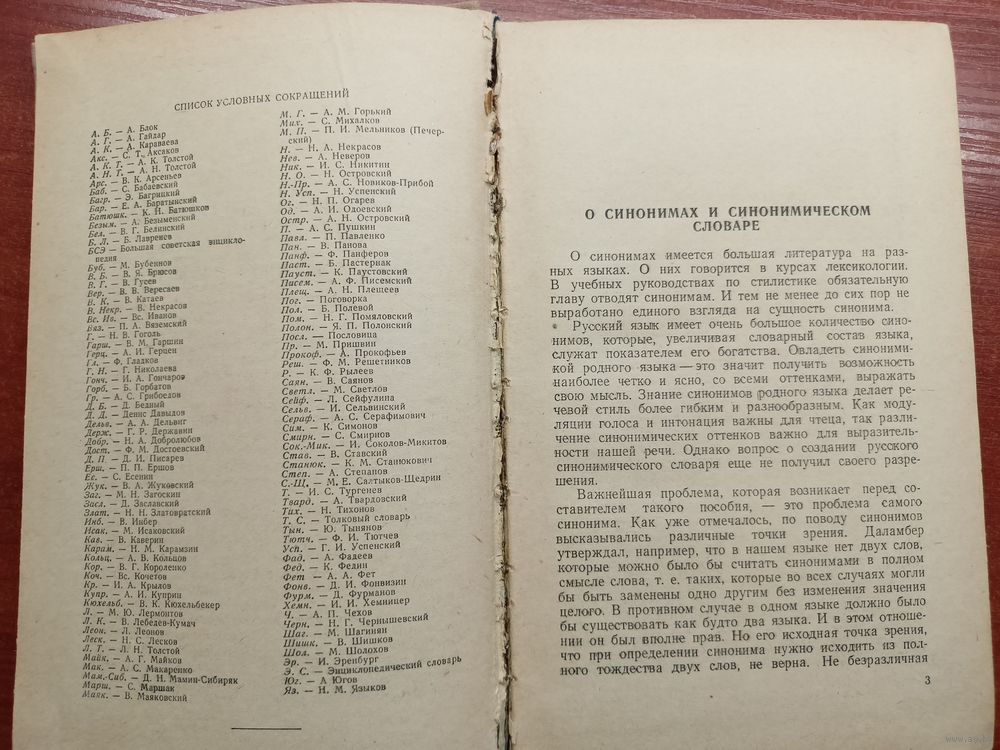 СПИСОК УСЛОВНЫХ СОКРАЩЕНИЙ
А. Б. — А. Блок
А. Г. — А. Гайдар
А. К. — А. Караваева
Акс. — С. Т. Аксаков
А. К. Т. — А. К. Толстой
А. Н. Т. — А. Н. Толстой
Арс. — В. К. Арсеньев
Баб. — С. Бабаевский
Багр. — Э. Багрицкий
Бар. — Е. А. Баратынский
Батюшк. — К. Н. Батюшков
Безым. — А. Безыменский
Бел. — В. Г. Белинский
Б. Л. — Б. Лавренев
БСЭ — Большая советская энцикло-
педия
Буб. — М. Бубеннов
В. Б. — В. Я. Брюсов
В. Г. — В. Гусев
Вер. — В. В. Вересаев
В. К. — В. Катаев
В. Некр. — В. Некрасов
Вс. Ив. — Вс. Иванов
Вяз. — П. А. Вяземский
Г. — Н. В. Гоголь
Гарш. — В. М. Гаршин
Герц. — А. И. Герцен
Гл. — Ф. Гладков
Г. Н. — Г. Николаева
Гонч. — И. А. Гончаров
Горб. — Б. Горбатов
Гр. — А. С. Грибоедов
Д. Б. — Д. Бедный
Д. Д. — Денис Давыдов
Дельв. — А. А. Дельвиг
Держ. — Г. Р. Державин
Добр. — Н. А. Добролюбов
Дост. — Ф. М. Достоевский
Д. П. — Д. И. Писарев
Ерш. — П. П. Ершов
Ес. — С. Есенин
Жук. — В. А. Жуковский
Заг. — М. Н. Загоскин
Засл. — Д. Заславский
Злат. — Н. Н. Златовратский
Инб. — В. Инбер
Исак. — М. Исаковский
Кав. — В. Каверин
Карам. — Н. М. Карамзин
Кольц. — А. В. Кольцов
Кор. — В. Г. Короленко
Коч. — Вс. Кочетов
Кр. — И. А. Крылов
Купр. — А. И. Куприн
Кюхельб. — В. К. Кюхельбекер
Л. — М. Ю. Лермонтов
Л. К. — В. Лебедев-Кумач
Леон. — Л. Леонов
Леск. — Н. С. Лесков
Л. Т. — Л. Н. Толстой
Майк. — А. Г. Майков
Мак. — А. С. Макаренко
Мам.-Сиб. — Д. Н. Мамин-Сибиряк
Марш. — С. Маршак
Маяк. — В. Маяковский
М. Г. — А. М. Горький
Мих. — С. Михалков
М. П. — П. И. Мельников (Печер-
ский)
Н. — Н. А. Некрасов
Нев. — А. Неверов
Ник. — И. С. Никитин
Н. О. — Н. Островский
Н.-Пр. — А. С. Новиков-Прибой
Н. Усп. — Н. Успенский
Ог. — Н. П. Огарев
Од. — А. И. Одоевский
Остр. — А. Н. Островский
П. — А. С. Пушкин
Павл. — П. Павленко
Пан. — В. Панова
Панф. — Ф. Панферов
Паст. — Б. Пастернак
Пауст. — К. Паустовский
Писем. — А. Ф. Писемский
Плещ. — А. Н. Плещеев
Пог. — Поговорка
Пол. — Б. Полевой
Пом. — Н. Г. Помяловский
Полон. — Я. П. Полонский
Посл. — Пословица
Пр. — М. Пришвин
Прокоф. — А. Прокофьев
Реш. — Ф. М. Решетников
Р. — К. Ф. Рылеев
Саян. — В. Саянов
Светл. — М. Светлов
Сейф. — Л. Сейфулина
Сельв. — И. Сельвинский
Сераф. — А. С. Серафимович
Сим. — К. Симонов
Смирн. — С. Смирнов
Сок.-Мик. — И. Соколов-Микитов
Став. — В. Ставский
Станюк. — К. М. Станюкович
Степ. — А. Степанов
С.-Щ. — М. Е. Салтыков-Щедрин
Т. — И. С. Тургенев
Твард. — А. Твардовский
Тих. — Н. Тихонов
Т. С. — Толковый словарь
Тын. — Ю. Тынянов
Тютч. — Ф. И. Тютчев
Усп. — Г. И. Успенский
Фад. — А. Фадеев
Фед. — К. Федин
Фет — А. А. Фет
Фонв. — Д. И. Фонвизин
Фурм. — Д. Фурманов
Хемн. — И. И. Хемницер
Ч. — А. П. Чехов
Черн. — Н. Г. Чернышевский
Шаг. — М. Шагинян
Шишк. — В. Шишков
Шол. — М. Шолохов
Эр. — И. Эренбург
Э. С. — Энциклопедический словарь
Юг. — А Югов
Яз. — Н. М. Языков
О СИНОНИМАХ И СИНОНИМИЧЕСКОМ
СЛОВАРЕ
О синонимах имеется большая литература на раз-
ных языках. О них говорится в курсах лексикологии.
В учебных руководствах по стилистике обязательную
главу отводят синонимам. И тем не менее до сих пор не
выработано единого взгляда на сущность синонима.
Русский язык имеет очень большое количество сино-
нимов, которые, увеличивая словарный состав языка,
служат показателем его богатства. Овладеть синоними-
кой родного языка — это значит получить возможность
наиболее четко и ясно, со всеми оттенками, выражать
свою мысль. Знание синонимов родного языка делает ре-
чевой стиль более гибким и разнообразным. Как моду-
ляции голоса и интонация важны для чтеца, так разли-
чение синонимических оттенков важно для выразитель-
ности нашей речи. Однако вопрос о создании русского
синонимического словаря еще не получил своего разре-
шения.
Важнейшая проблема, которая возникает перед со-
ставителем такого пособия, — это проблема самого
синонима. Как уже отмечалось, по поводу синонимов
высказывались различные точки зрения. Даламбер
утверждал, например, что в нашем языке нет двух слов,
которые можно было бы считать синонимами в полном
смысле слова, т. е. таких, которые во всех случаях могли
бы быть заменены одно другим без изменения значения
целого. В противном случае в одном языке должно было
бы существовать как будто два языка. И в этом отноше-
нии он был вполне прав. Но его исходная точка зрения,
что при определении синонима нужно исходить из пол-
ного тождества двух слов, не верна. Не безразличная
3